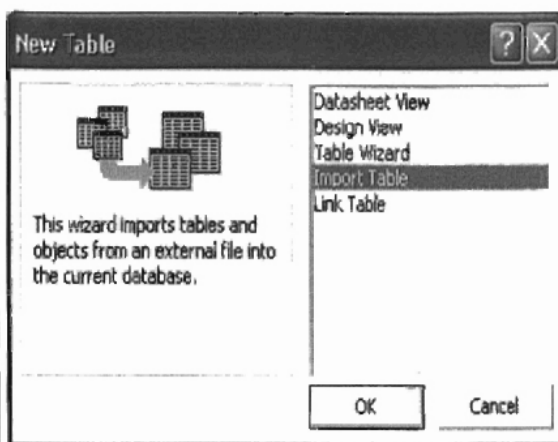 New Table
This wizard imports tables and
objects from an external file into
the current database.
Datasheet View
Design View
Table Wizard
Import Table
Link Table
OK
Cancel